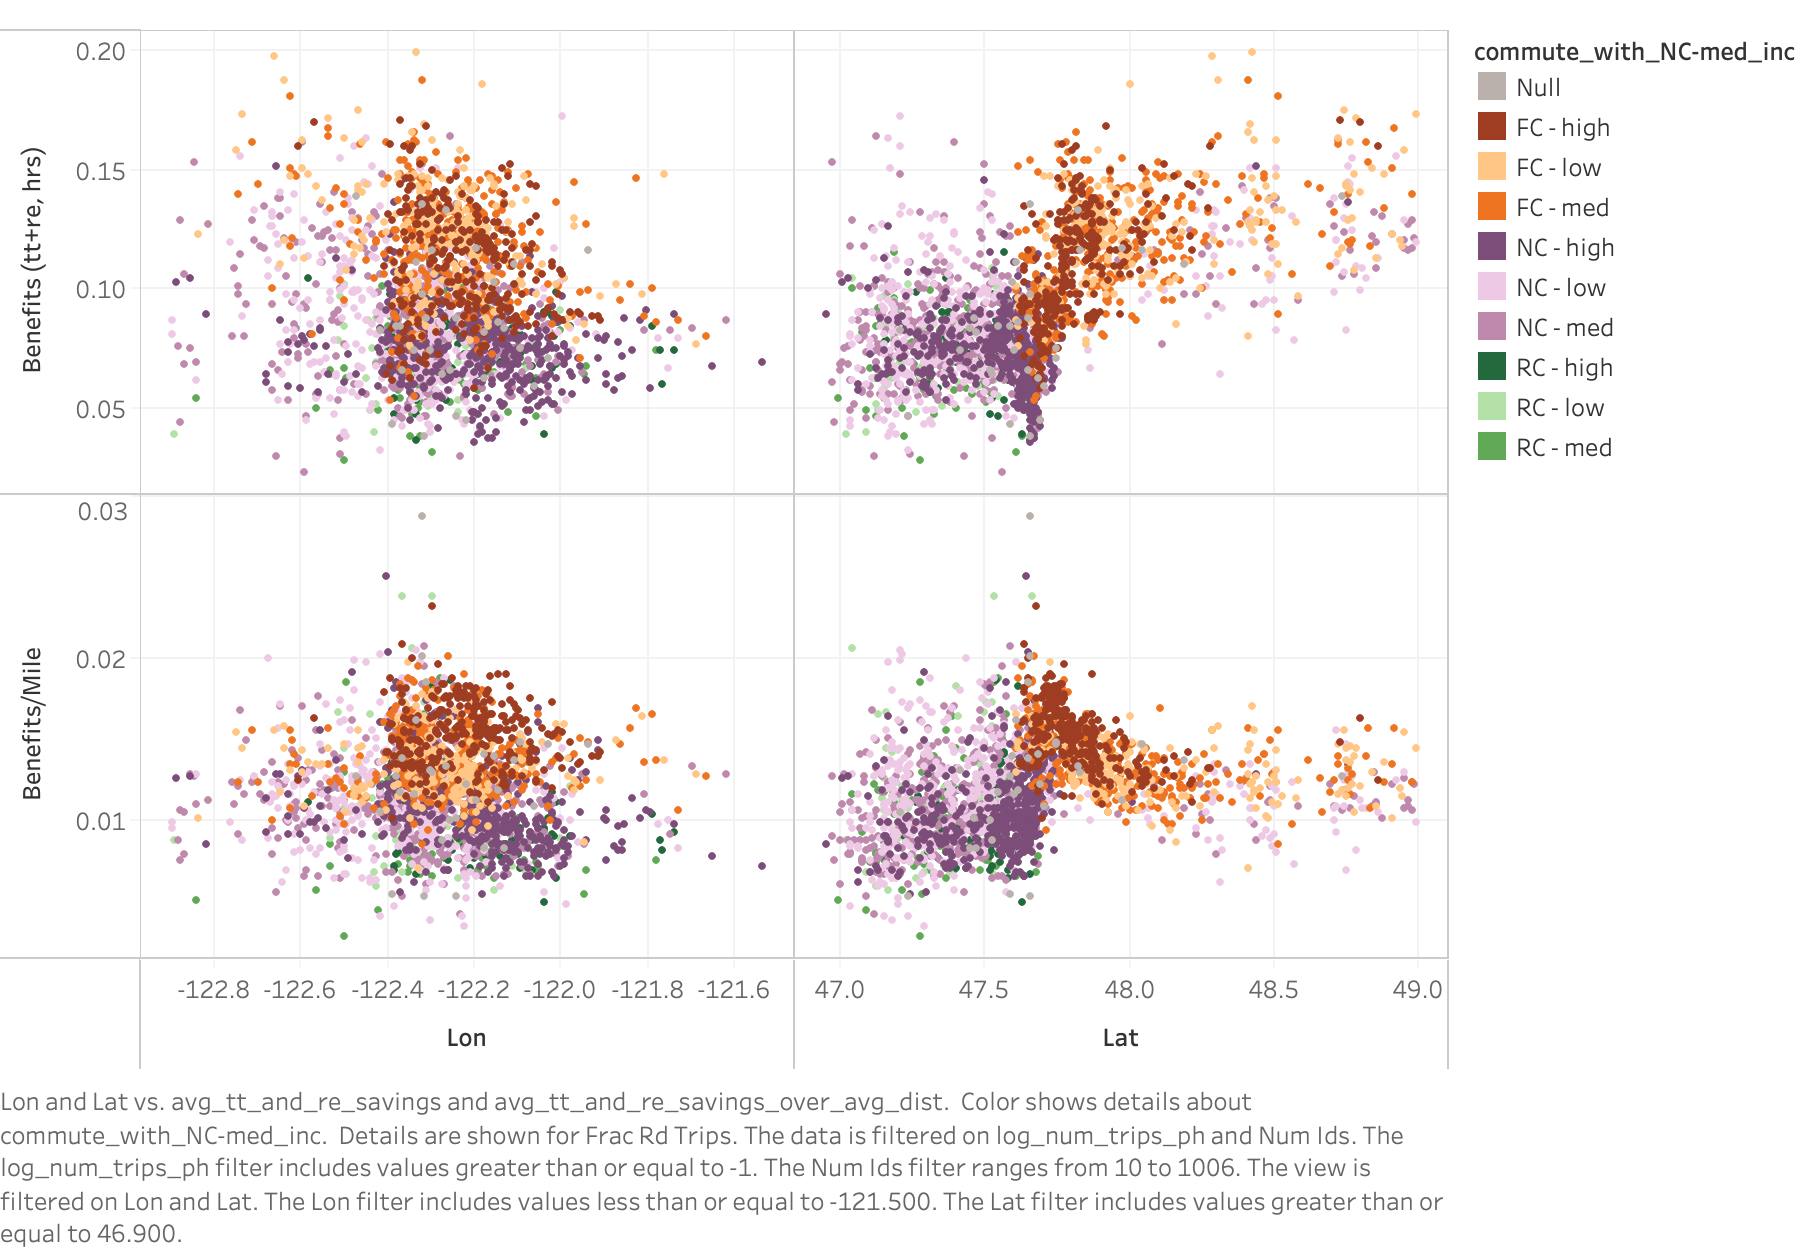 0.20
0.15
0.10
0.05
Benefits (tt+re, hrs)
0.03
0.02
0.01
Benefits/Mile
-122.8 -122.6 -122.4 -122.2 -122.0 -121.8 -121.6
47.0 47.5 48.0 48.5 49.0
Lon
Lat
commute_with_NC-med_inc
Null
FC - high
FC - low
FC - med
NC - high
NC - low
NC - med
RC - high
RC - low
RC - med
Lon and Lat vs. avg_tt_and_re_savings and avg_tt_and_re_savings_over_avg_dist.  Color shows details about
commute_with_NC-med_inc.  Details are shown for Frac Rd Trips. The data is filtered on log_num_trips_ph and Num Ids. The
log_num_trips_ph filter includes values greater than or equal to -1. The Num Ids filter ranges from 10 to 1006. The view is
filtered on Lon and Lat. The Lon filter includes values less than or equal to -121.500. The Lat filter includes values greater than or
equal to 46.900.